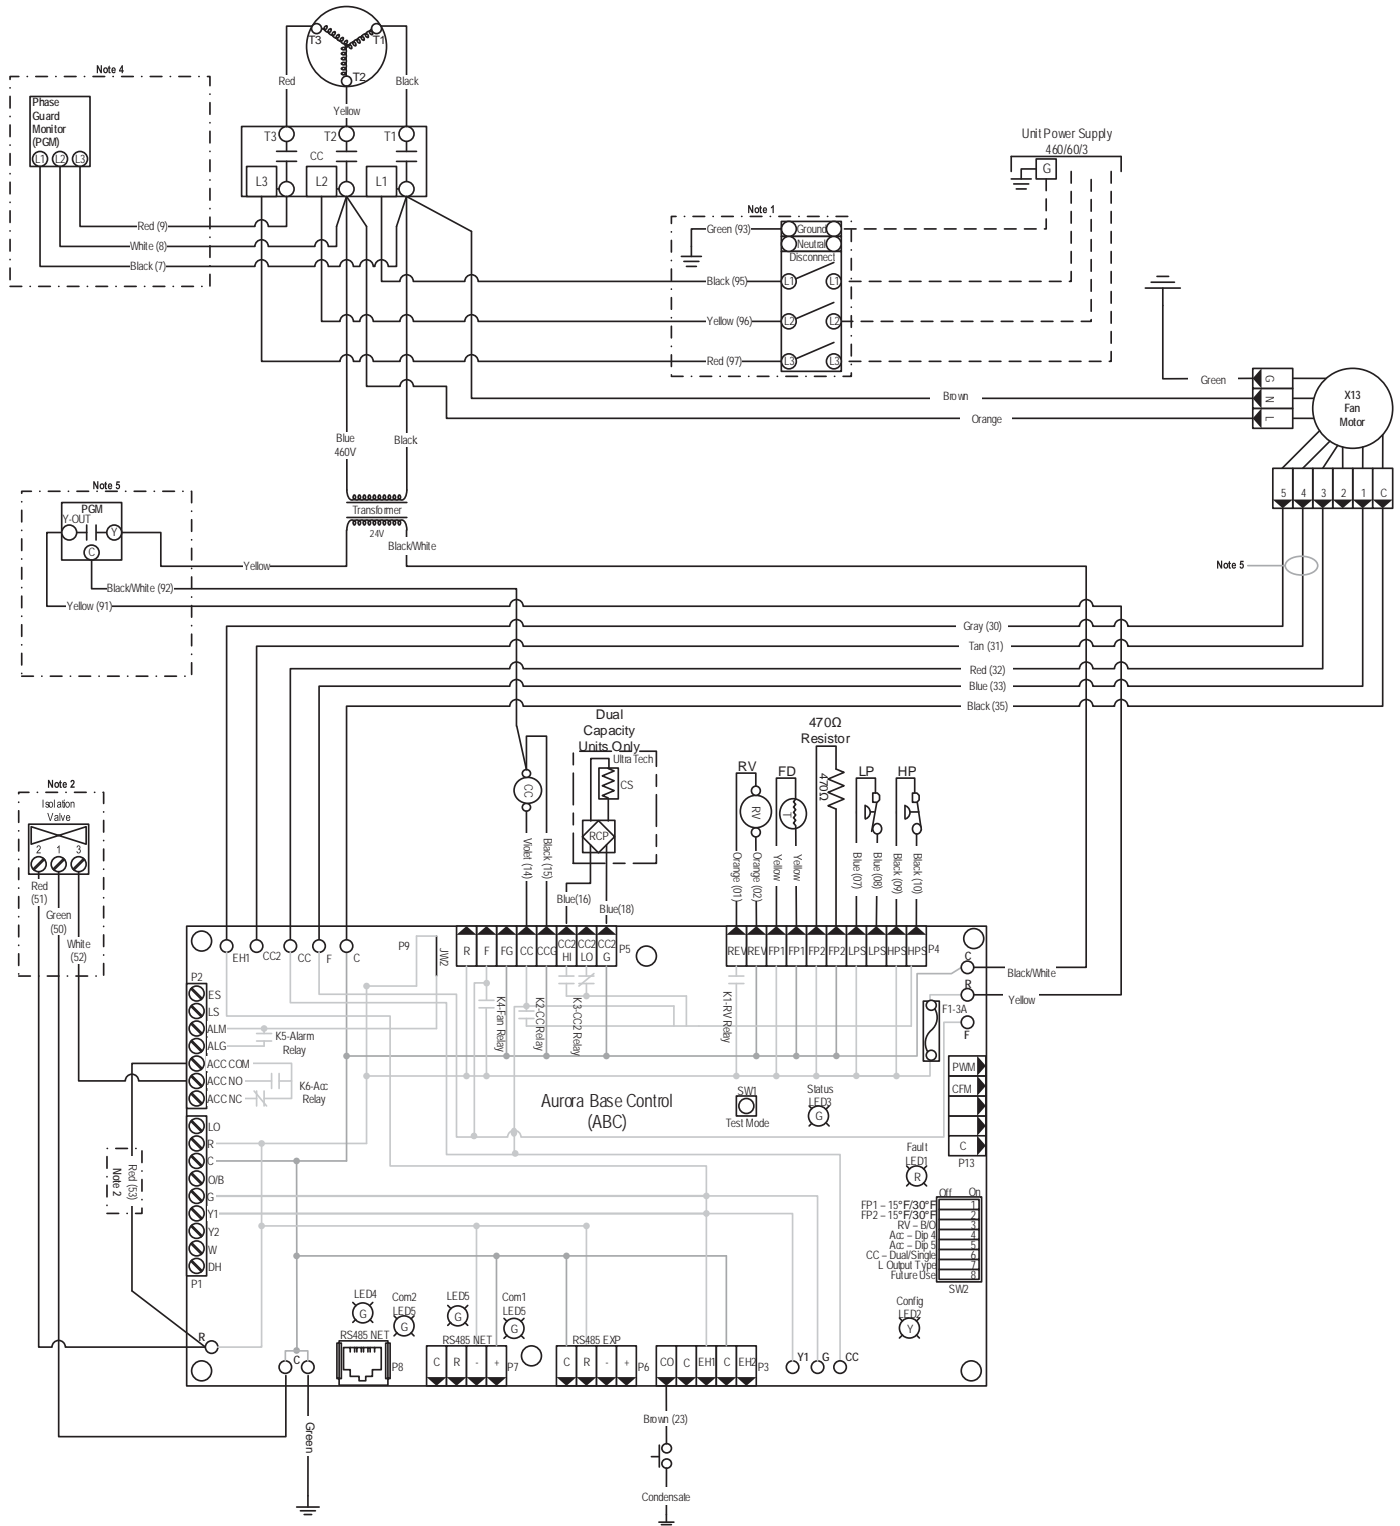 T3
T1
T2
Red
Black
Yellow
Note 4
Phase
Guard
Monitor
(PGM)
L1 L2 L3
T3 T2 T1
CC
L3 L2 L1
Unit Power Supply
460/60/3
G
Red (9)
White (8)
Black (7)
Note 1
Green (93)
Ground
Neutral
Disconnect
Black (95)
L1 L1
Yellow (96)
L2 L2
Red (97)
L3 L3
Green
Brown
Orange
G
N
L
X13
Fan
Motor
5 4 3 2 1 C
Blue
460V
Black
Transformer
24V
Black/White
Note 5
PGM
Y-OUT
Y
C
Yellow
Black/White (92)
Yellow (91)
Note 5
Gray (30)
Tan (31)
Red (32)
Blue (33)
Black (35)
Dual
Capacity
Units Only
UltraTech
CS
RCP
CC
Violet (14)
Black (15)
Blue(16)
Blue(18)
470Ω
Resistor
470Ω
RV
FD
LP
HP
RV
T
Orange (01)
Orange (02)
Yellow
Yellow
Blue (07)
Blue (08)
Black (09)
Black (10)
Note 2
Isolation
Valve
2 1 3
Red
(51)
Green
(50)
White
(52)
EH1 CC2 CC F C
P9
JW2
R F FG CC CCG CC2 HI CC2 LO CC2 G
P5
REV REV FP1 FP1 FP2 FP2 LPS LPS HPS HPS
P4
C
Black/White
R
Yellow
F1-3A
F
P2
ES
LS
ALM
ALG
ACC COM
ACC NO
ACC NC
K5-Alarm
Relay
K6-Acc
Relay
K4-Fan Relay
K2-CC Relay
K3-CC2 Relay
K1-RV Relay
Aurora Base Control
(ABC)
SW1
Test Mode
Status
LED3
G
PWM
CFM
C
P13
LO
R
C
O/B
G
Y1
Y2
W
DH
P1
Red (53)
Note 2
Fault
LED1
R
Off On
FP1 – 15°F/30°F 1
FP2 – 15°F/30°F 2
RV – B/O 3
Acc – Dip 4 4
Acc – Dip 5 5
CC – Dual/Single 6
L Output Type 7
Future Use 8
SW2
Config
LED2
Y
LED4
G
Com2
LED5
G
LED5
G
Com1
LED5
G
R
C
RS485 NET
P8
RS485 NET
C R - +
P7
RS485 EXP
C R - +
P6
CO C EH1 C EH2
P3
Y1 G CC
Green
Brown (23)
Condensate